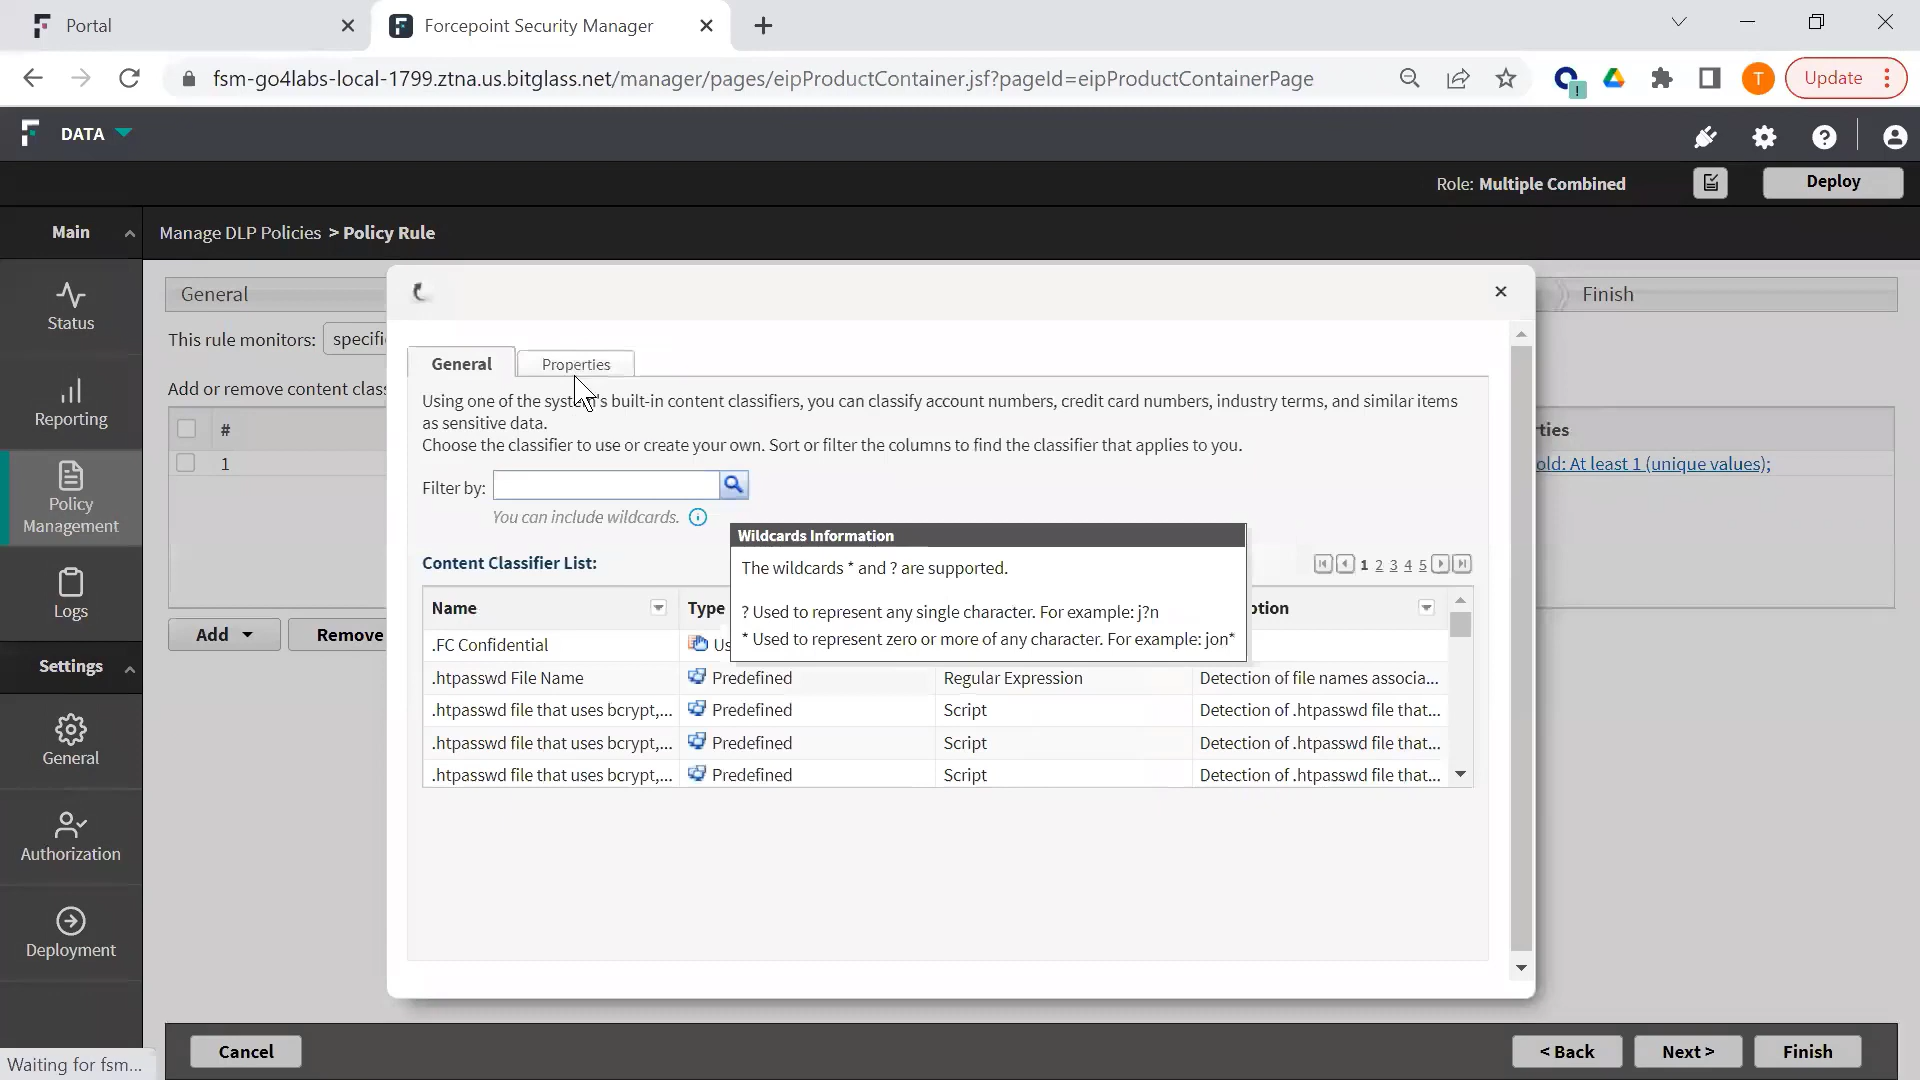 Portal
Forcepoint Security Manager
fsm-go4labs-local-1799.ztna.us.bitglass.net/manager/pages/eipProductContainer.jsf?pageId=eipProductContainerPage
T
Update
DATA
Role: Multiple Combined
Deploy
Main
Manage DLP Policies > Policy Rule
Status
Reporting
Policy
Management
Logs
Settings
General
Authorization
Deployment
General
Finish
This rule monitors:
Add or remove content
#
1
Add
Remove
old: At least 1 (unique values);
General
Properties
Using one of the system's built-in content classifiers, you can classify account numbers, credit card numbers, industry terms, and similar items
as sensitive data.
Choose the classifier to use or create your own. Sort or filter the columns to find the classifier that applies to you.
Filter by:
You can include wildcards.
Wildcards Information
The wildcards * and ? are supported.
? Used to represent any single character. For example: j?n
* Used to represent zero or more of any character. For example: jon*
Content Classifier List:
1 2 3 4 5
Name
Type
.FC Confidential
.htpasswd File Name
Predefined
Regular Expression
Detection of file names associa...
.htpasswd file that uses bcrypt,...
Predefined
Script
Detection of .htpasswd file that...
.htpasswd file that uses bcrypt,...
Predefined
Script
Detection of .htpasswd file that...
.htpasswd file that uses bcrypt,...
Predefined
Script
Detection of .htpasswd file that...
Cancel
< Back
Next >
Finish
Waiting for fsm...